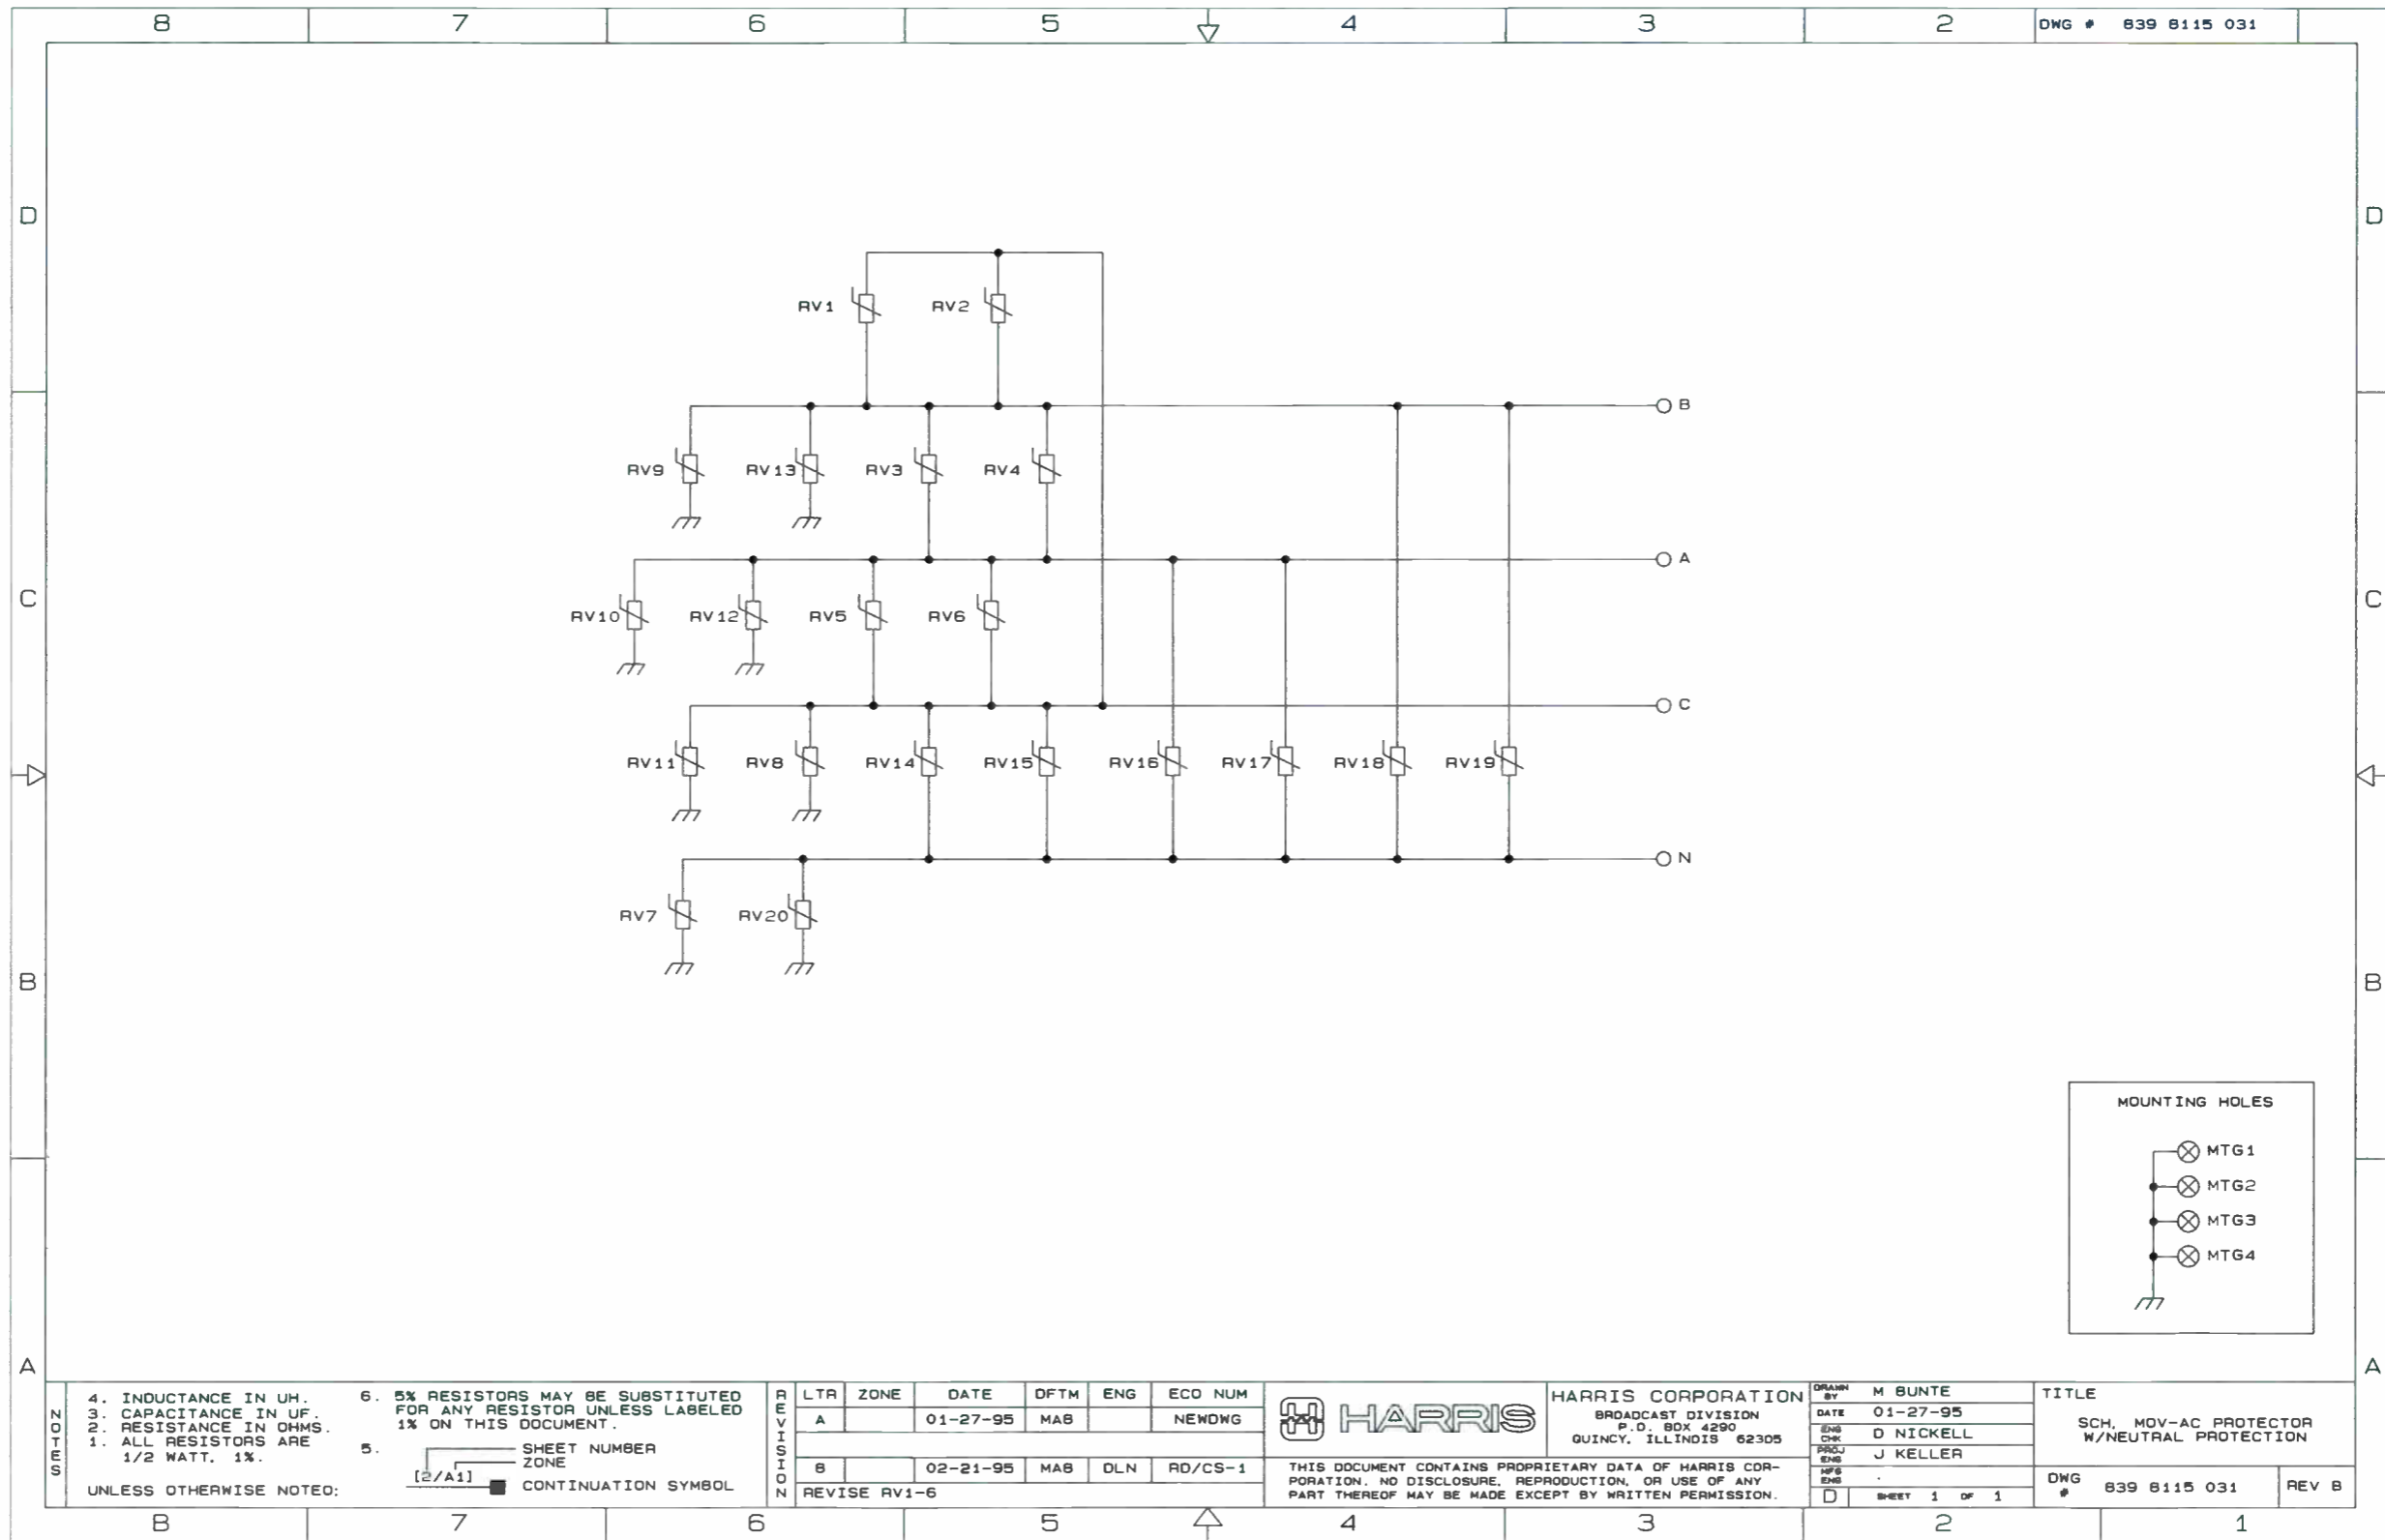 8 7 6 5 4 3 2 DWG # 839 8115 031
D D
RV1 RV2
B
RV9 RV13 RV3 RV4
A
C C
RV10 RV12 RV5 RV6
C
RV11 RV8 RV14 RV15 RV16 RV17 RV18 RV19
N
RV7 RV20
B B
MOUNTING HOLES
MTG1
MTG2
MTG3
MTG4
A A
NOTES
4. INDUCTANCE IN UH.
3. CAPACITANCE IN UF.
2. RESISTANCE IN OHMS.
1. ALL RESISTORS ARE
1/2 WATT, 1%.
UNLESS OTHERWISE NOTED:
6. 5% RESISTORS MAY BE SUBSTITUTED
FOR ANY RESISTOR UNLESS LABELED
1% ON THIS DOCUMENT.
5. SHEET NUMBER
ZONE
[2/A1]
CONTINUATION SYMBOL
REVISION
LTR ZONE DATE DFTM ENG ECO NUM
A 01-27-95 MAB NEWDWG
B 02-21-95 MAB DLN RD/CS-1
REVISE RV1-6
HARRIS
HARRIS CORPORATION
BROADCAST DIVISION
P.O. BOX 4290
QUINCY, ILLINOIS 62305
THIS DOCUMENT CONTAINS PROPRIETARY DATA OF HARRIS COR-
PORATION. NO DISCLOSURE, REPRODUCTION, OR USE OF ANY
PART THEREOF MAY BE MADE EXCEPT BY WRITTEN PERMISSION.
DRAWN BY M BUNTE
DATE 01-27-95
ENG CHK D NICKELL
PROJ ENG J KELLER
MFG ENG .
D SHEET 1 OF 1
TITLE
SCH, MOV-AC PROTECTOR
W/NEUTRAL PROTECTION
DWG # 839 8115 031 REV B
8 7 6 5 4 3 2 1